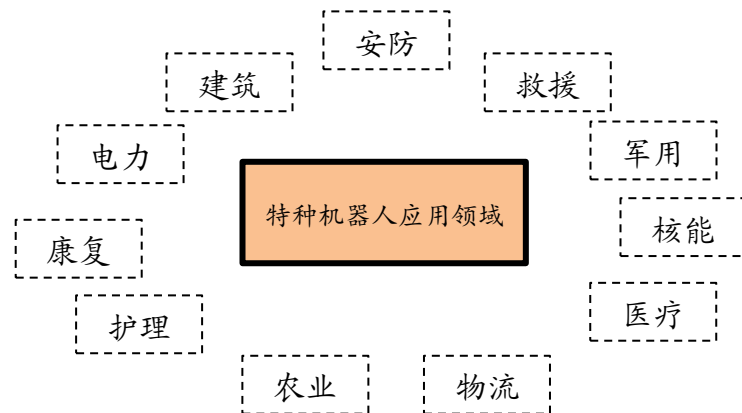 安防
建筑
救援
电力
军用
特种机器人应用领域
康复
核能
护理
医疗
农业
物流